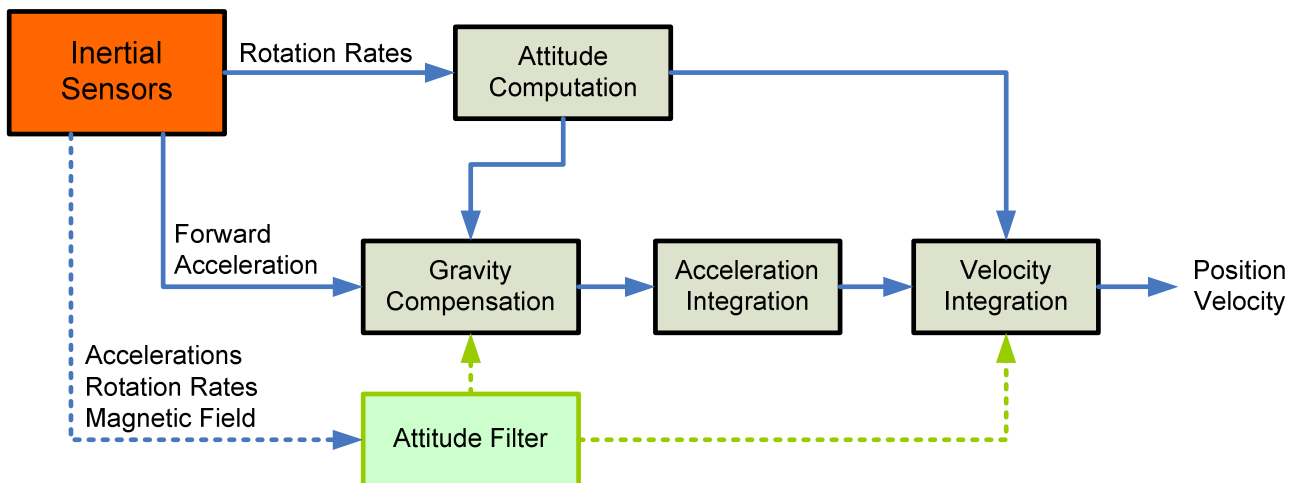 Inertial
Sensors
Rotation Rates
Attitude
Computation
Forward
Acceleration
Gravity
Compensation
Acceleration
Integration
Velocity
Integration
Position
Velocity
Accelerations
Rotation Rates
Magnetic Field
Attitude Filter